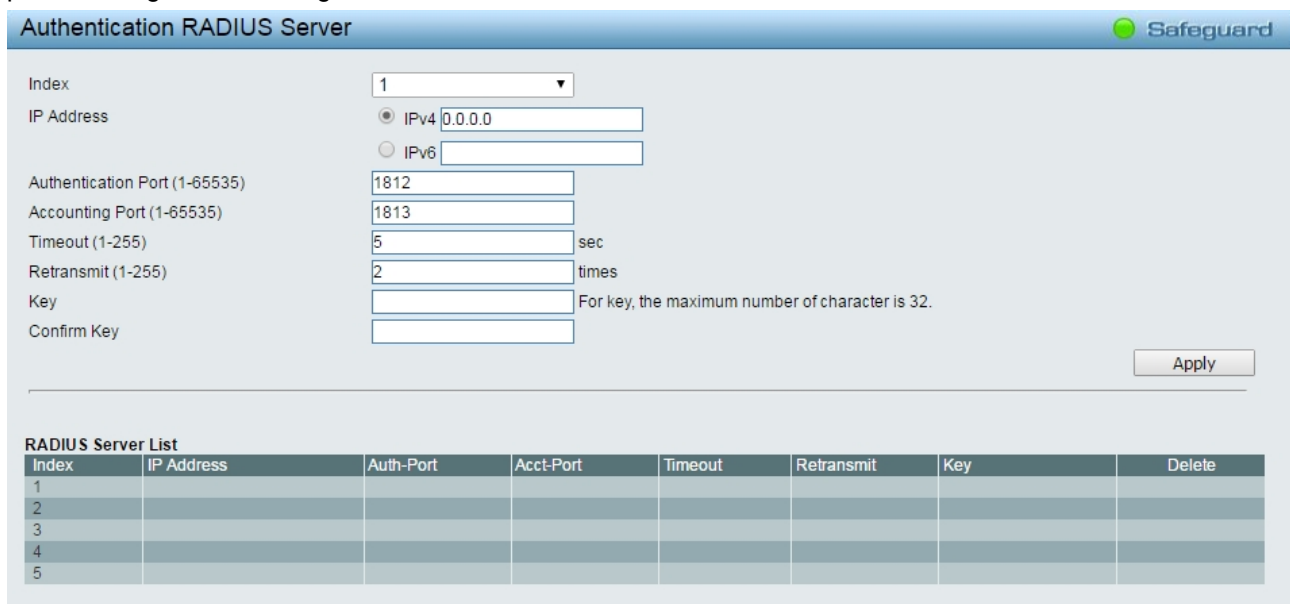 Authentication RADIUS Server Safeguard
Index 1
IP Address IPv4 0.0.0.0
IPv6
Authentication Port (1-65535) 1812
Accounting Port (1-65535) 1813
Timeout (1-255) 5 sec
Retransmit (1-255) 2 times
Key For key, the maximum number of character is 32.
Confirm Key
Apply
RADIUS Server List
Index IP Address Auth-Port Acct-Port Timeout Retransmit Key Delete
1
2
3
4
5